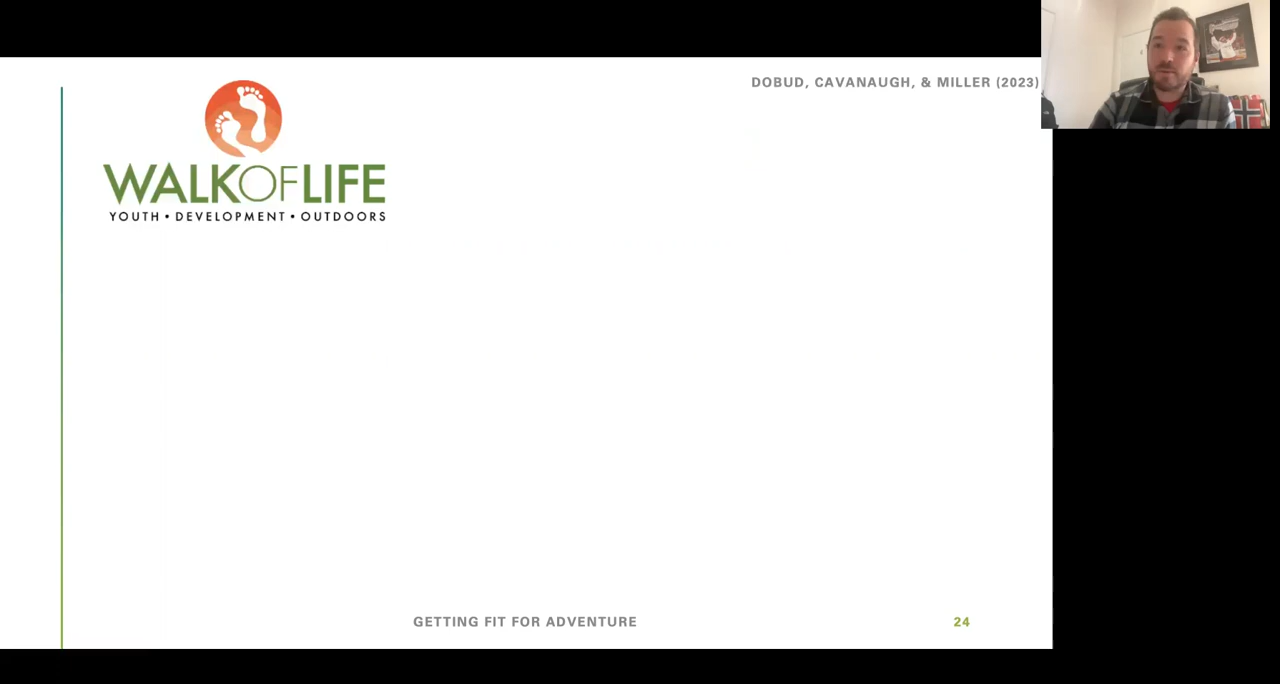 DOBUD, CAVANAUGH, & MILLER (2023)
WALKOFLIFE
YOUTH • DEVELOPMENT • OUTDOORS
GETTING FIT FOR ADVENTURE
24